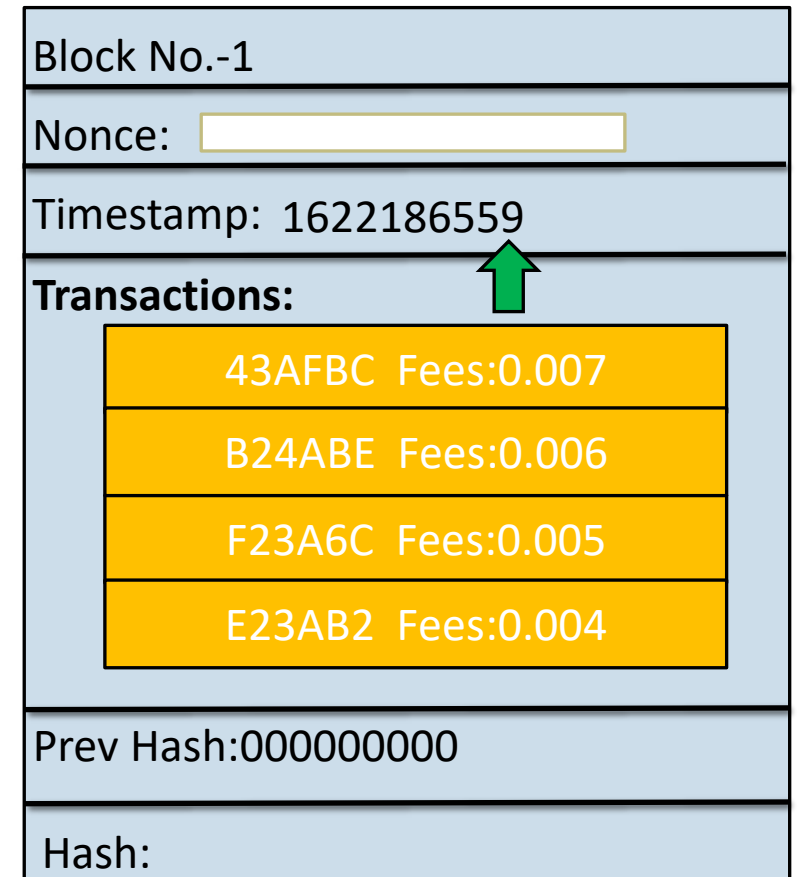 Block No.-1
Nonce:
Timestamp: 1622186559
Transactions:
43AFBC Fees:0.007
B24ABE Fees:0.006
F23A6C Fees:0.005
E23AB2 Fees:0.004
Prev Hash:000000000
Hash: